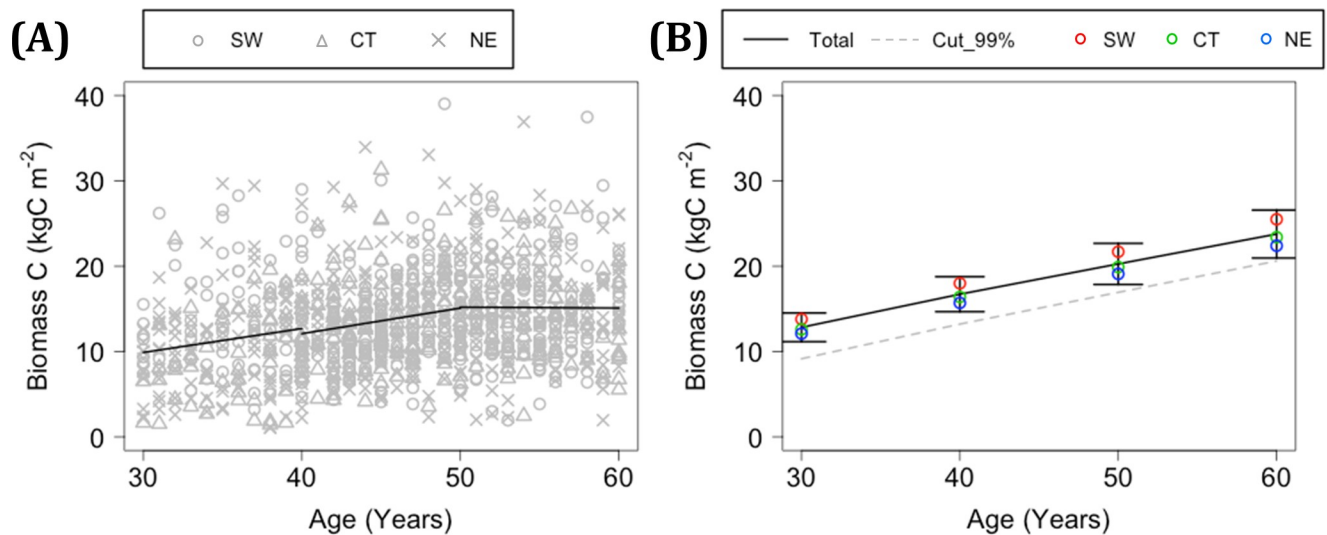 (A)
SW CT NE
40
30
20
10
0
30 40 50 60
Age (Years)
Biomass C (kgC m-2)
(B)
Total Cut_99% SW CT NE
40
30
20
10
0
30 40 50 60
Age (Years)
Biomass C (kgC m-2)